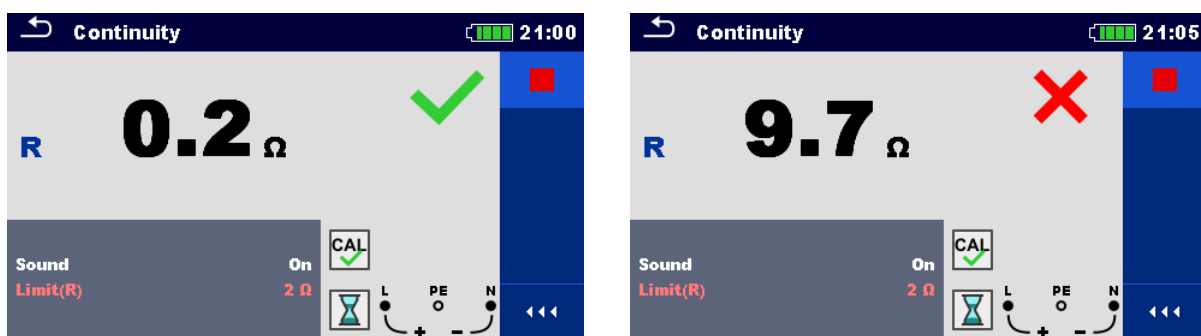 Continuity 21:00
R 0.2 Ω
CAL
Sound On
Limit(R) 2 Ω
L PE N
+ -
Continuity 21:05
R 9.7 Ω
CAL
Sound On
Limit(R) 2 Ω
L PE N
+ -